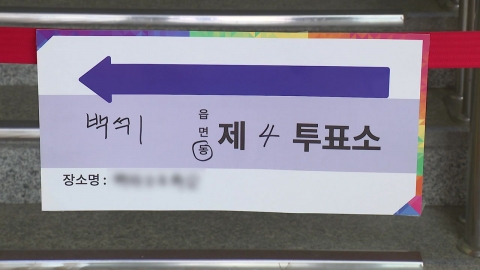 백석 읍면동 제 4 투표소
장소명 :